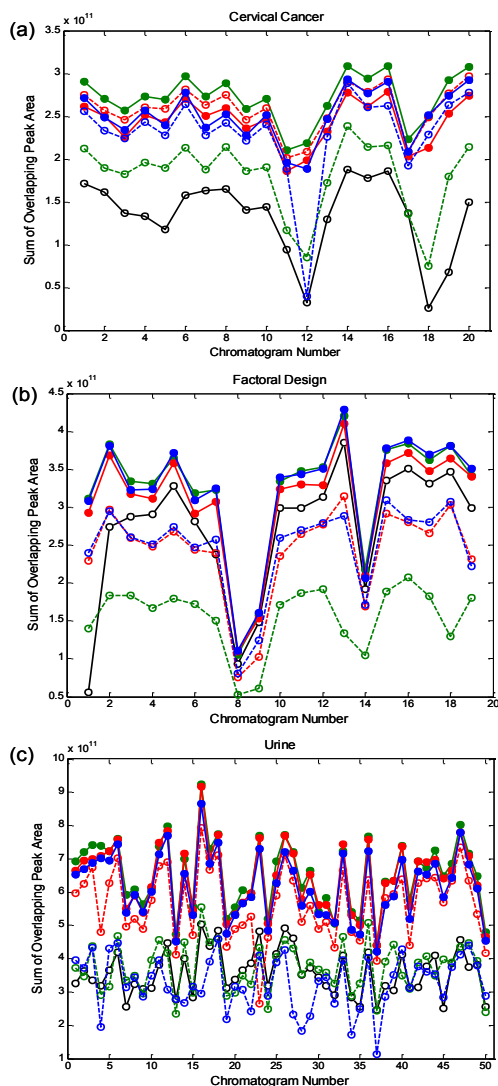 (a)
Cervical Cancer
x 10^11
3.5
3
2.5
2
1.5
1
0.5
0
Sum of Overlapping Peak Area
0 2 4 6 8 10 12 14 16 18 20
Chromatogram Number
(b)
Factoral Design
x 10^11
4.5
4
3.5
3
2.5
2
1.5
1
0.5
Sum of Overlapping Peak Area
0 2 4 6 8 10 12 14 16 18 20
Chromatogram Number
(c)
Urine
x 10^11
10
9
8
7
6
5
4
3
2
1
Sum of Overlapping Peak Area
0 5 10 15 20 25 30 35 40 45 50
Chromatogram Number